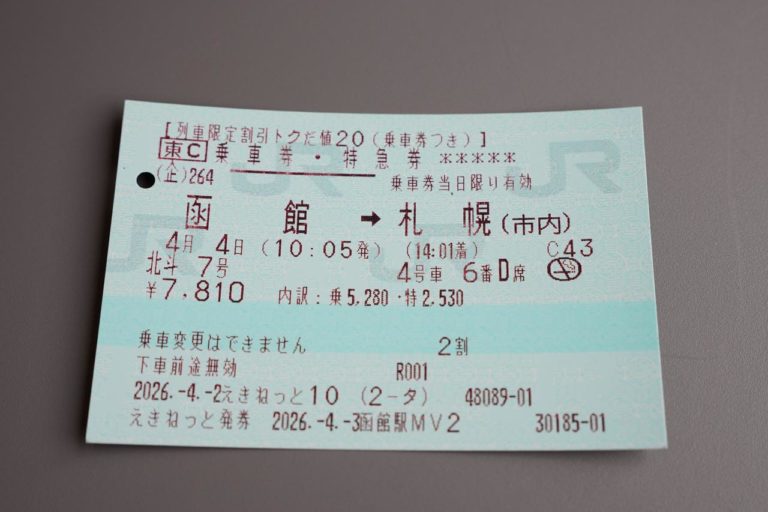 [列車限定割引トクだ値20(乗車券つき)]
東C 乗車券・特急券 *****
(企)264 乗車券当日限り有効
函館→札幌(市内)
4月 4日 (10:05発) (14:01着) C43
北斗 7号 4号車 6番D席
¥7,810 内訳:乗5,280・特2,530
乗車変更はできません 2割
下車前途無効 R001
2026.-4.-2えきねっと10 (2-タ) 48089-01
えきねっと発券 2026.-4.-3函館駅MV2 30185-01
JR
JR
JR
JR